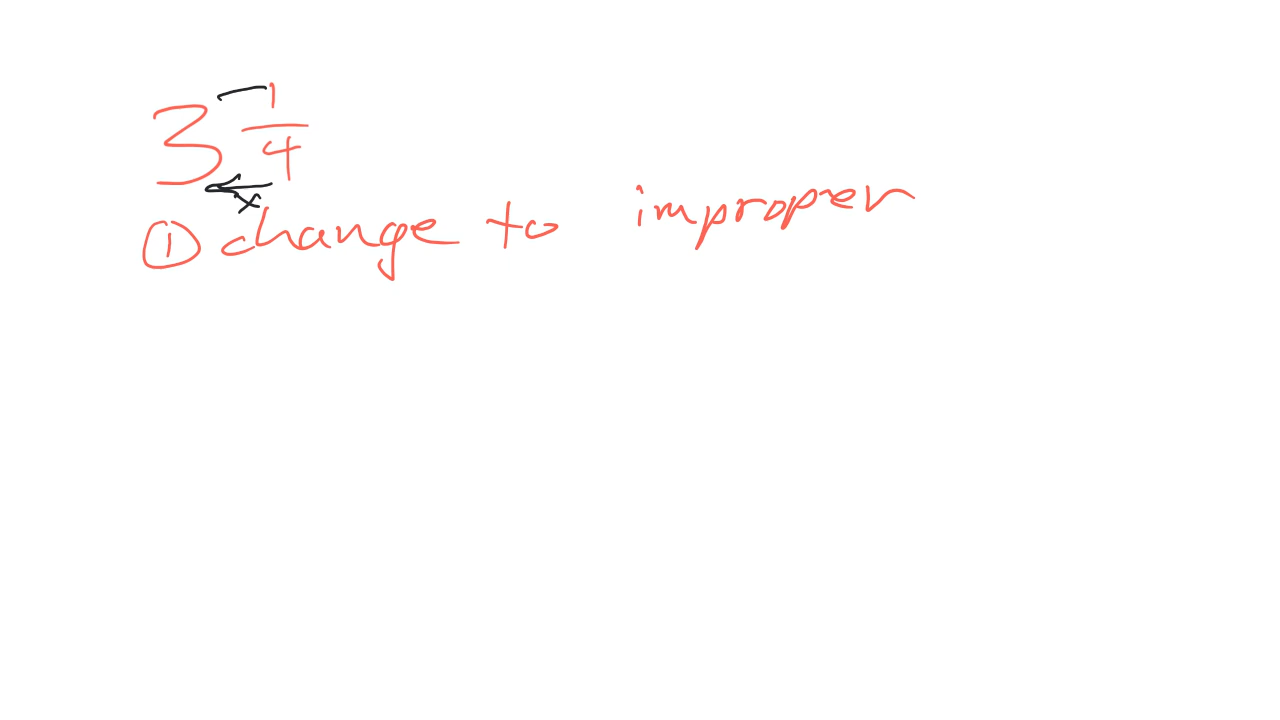 3 1/4
×
① change to improper